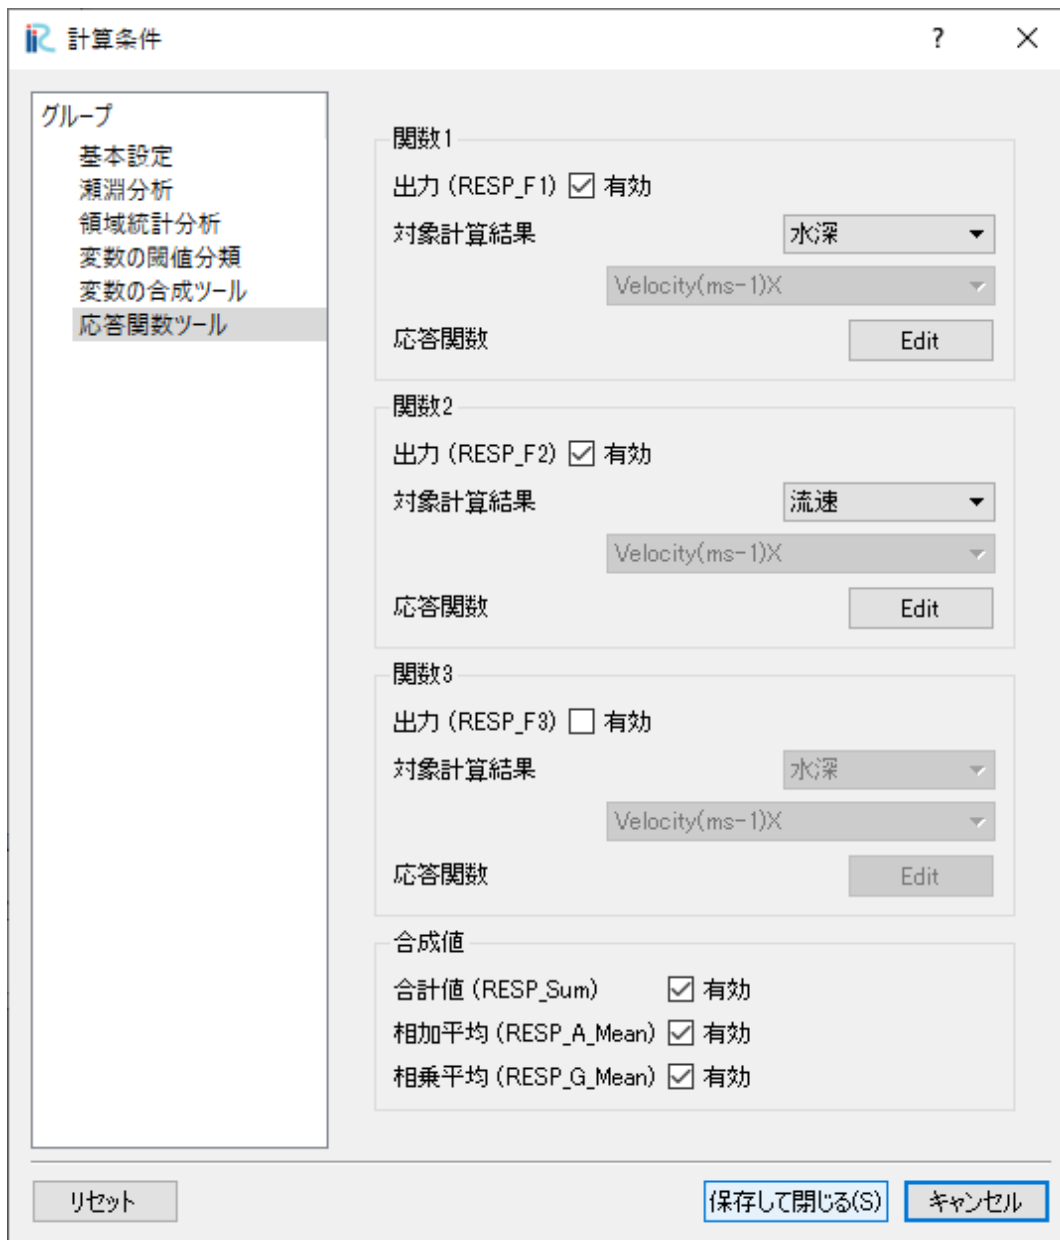 iRC 計算条件 ?
グループ
基本設定
瀬淵分析
領域統計分析
変数の閾値分類
変数の合成ツール
応答関数ツール
関数1
出力 (RESP_F1) 有効
対象計算結果 水深
Velocity(ms-1)X
応答関数 Edit
関数2
出力 (RESP_F2) 有効
対象計算結果 流速
Velocity(ms-1)X
応答関数 Edit
関数3
出力 (RESP_F3) 有効
対象計算結果 水深
Velocity(ms-1)X
応答関数 Edit
合成値
合計値 (RESP_Sum) 有効
相加平均 (RESP_A_Mean) 有効
相乗平均 (RESP_G_Mean) 有効
リセット 保存して閉じる(S) キャンセル